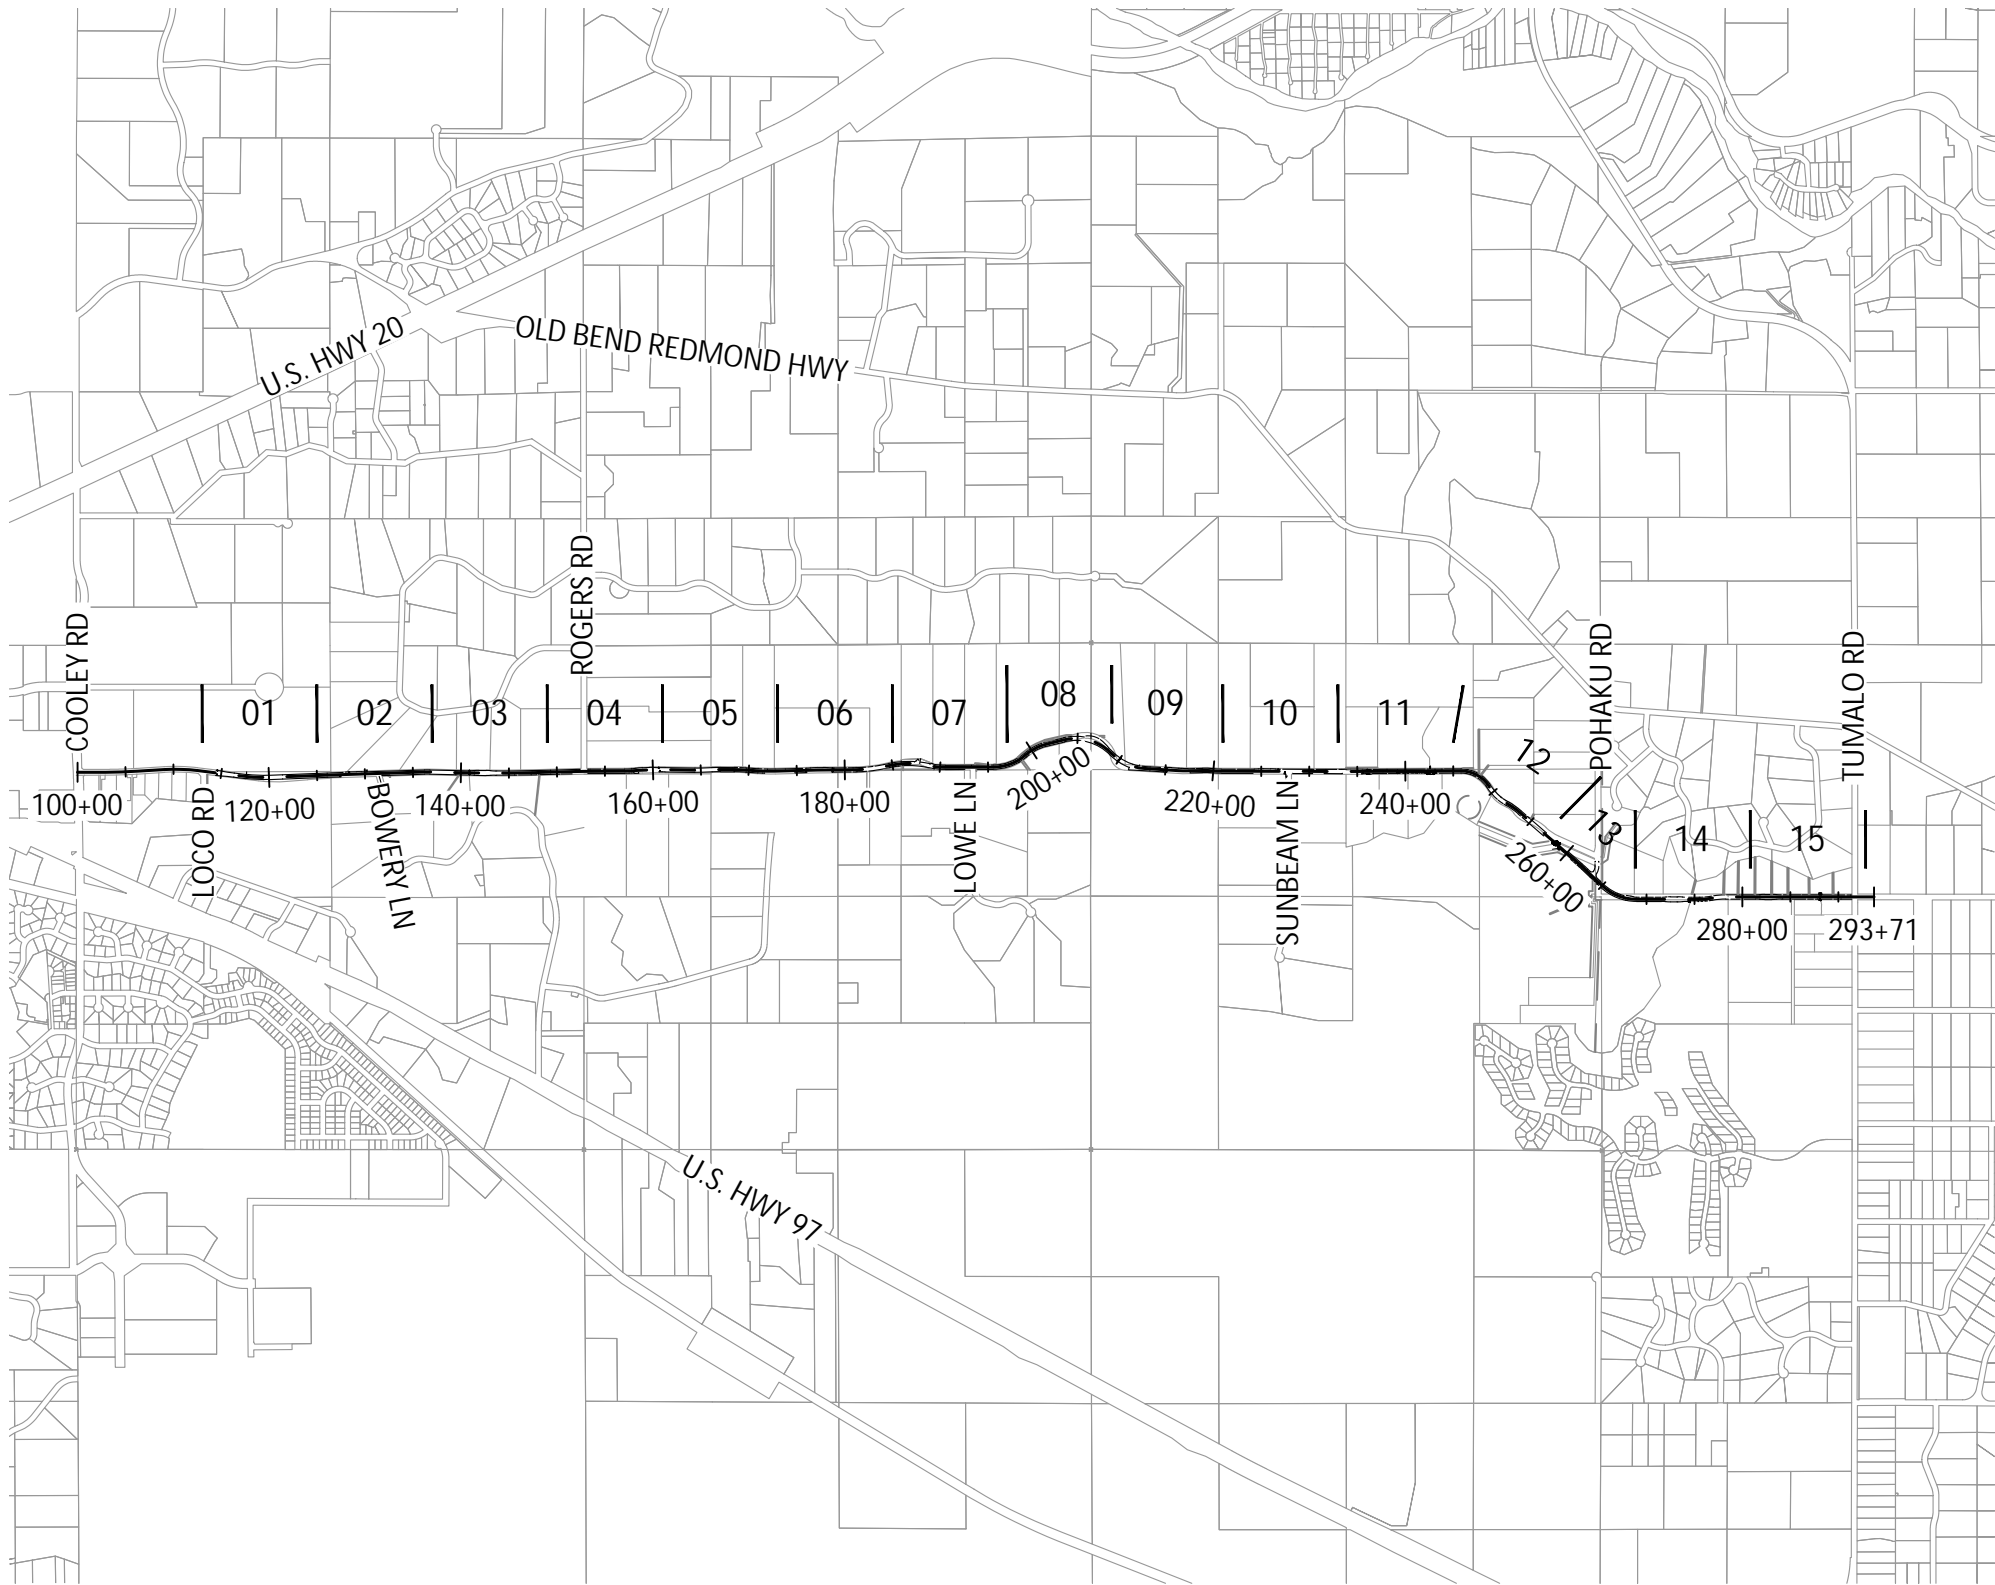 U.S. HWY 20
OLD BEND REDMOND HWY
COOLEY RD
ROGERS RD
POHAKU RD
TUMALO RD
01
02
03
04
05
06
07
08
09
10
11
12
13
14
15
100+00
120+00
140+00
160+00
180+00
200+00
220+00
240+00
260+00
280+00
293+71
LOCO RD
BOWERY LN
LOWE LN
SUNBEAM LN
U.S. HWY 97